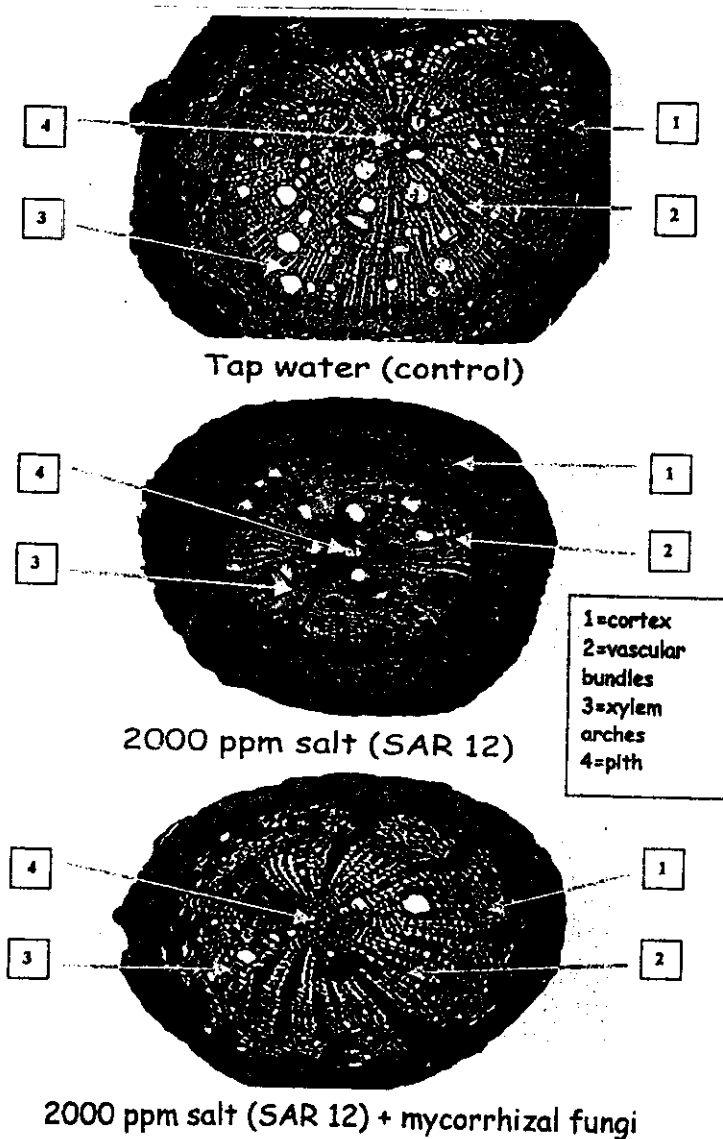 4
1
3
2
Tap water (control)
4
1
3
2
1=cortex
2=vascular
bundles
3=xylem
arches
4=pith
2000 ppm salt (SAR 12)
4
1
3
2
2000 ppm salt (SAR 12) + mycorrhizal fungi